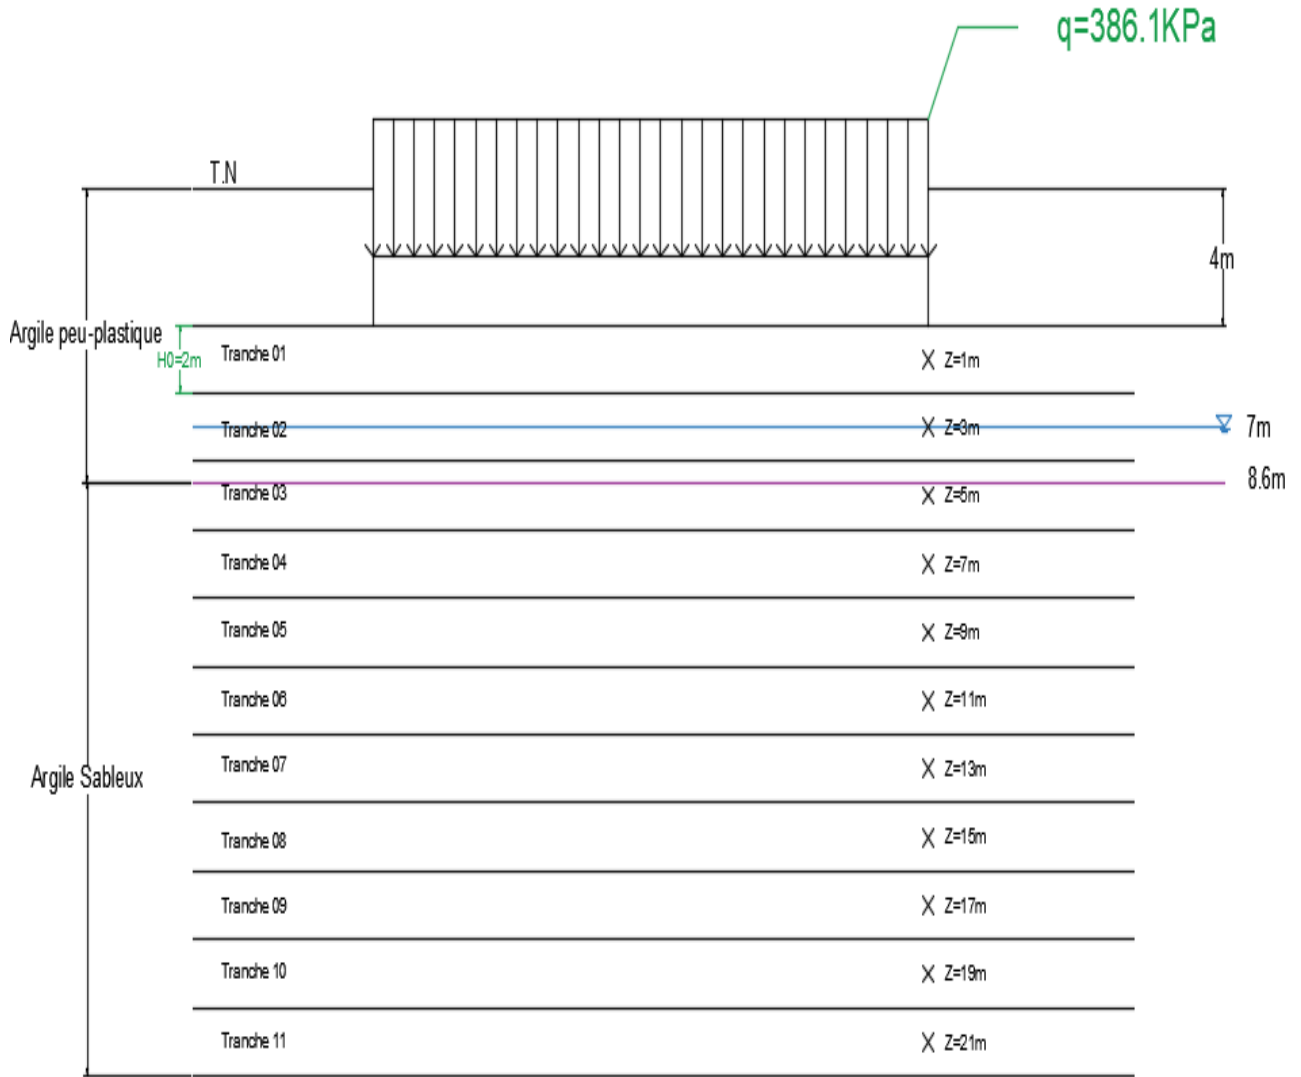 q=386.1KPa
T.N
4m
Argile peu-plastique
H0=2m
Tranche 01
Z=1m
Tranche 02
Z=3m
7m
8.6m
Tranche 03
Z=5m
Tranche 04
Z=7m
Tranche 05
Z=9m
Tranche 06
Z=11m
Tranche 07
Z=13m
Argile Sableux
Tranche 08
Z=15m
Tranche 09
Z=17m
Tranche 10
Z=19m
Tranche 11
Z=21m